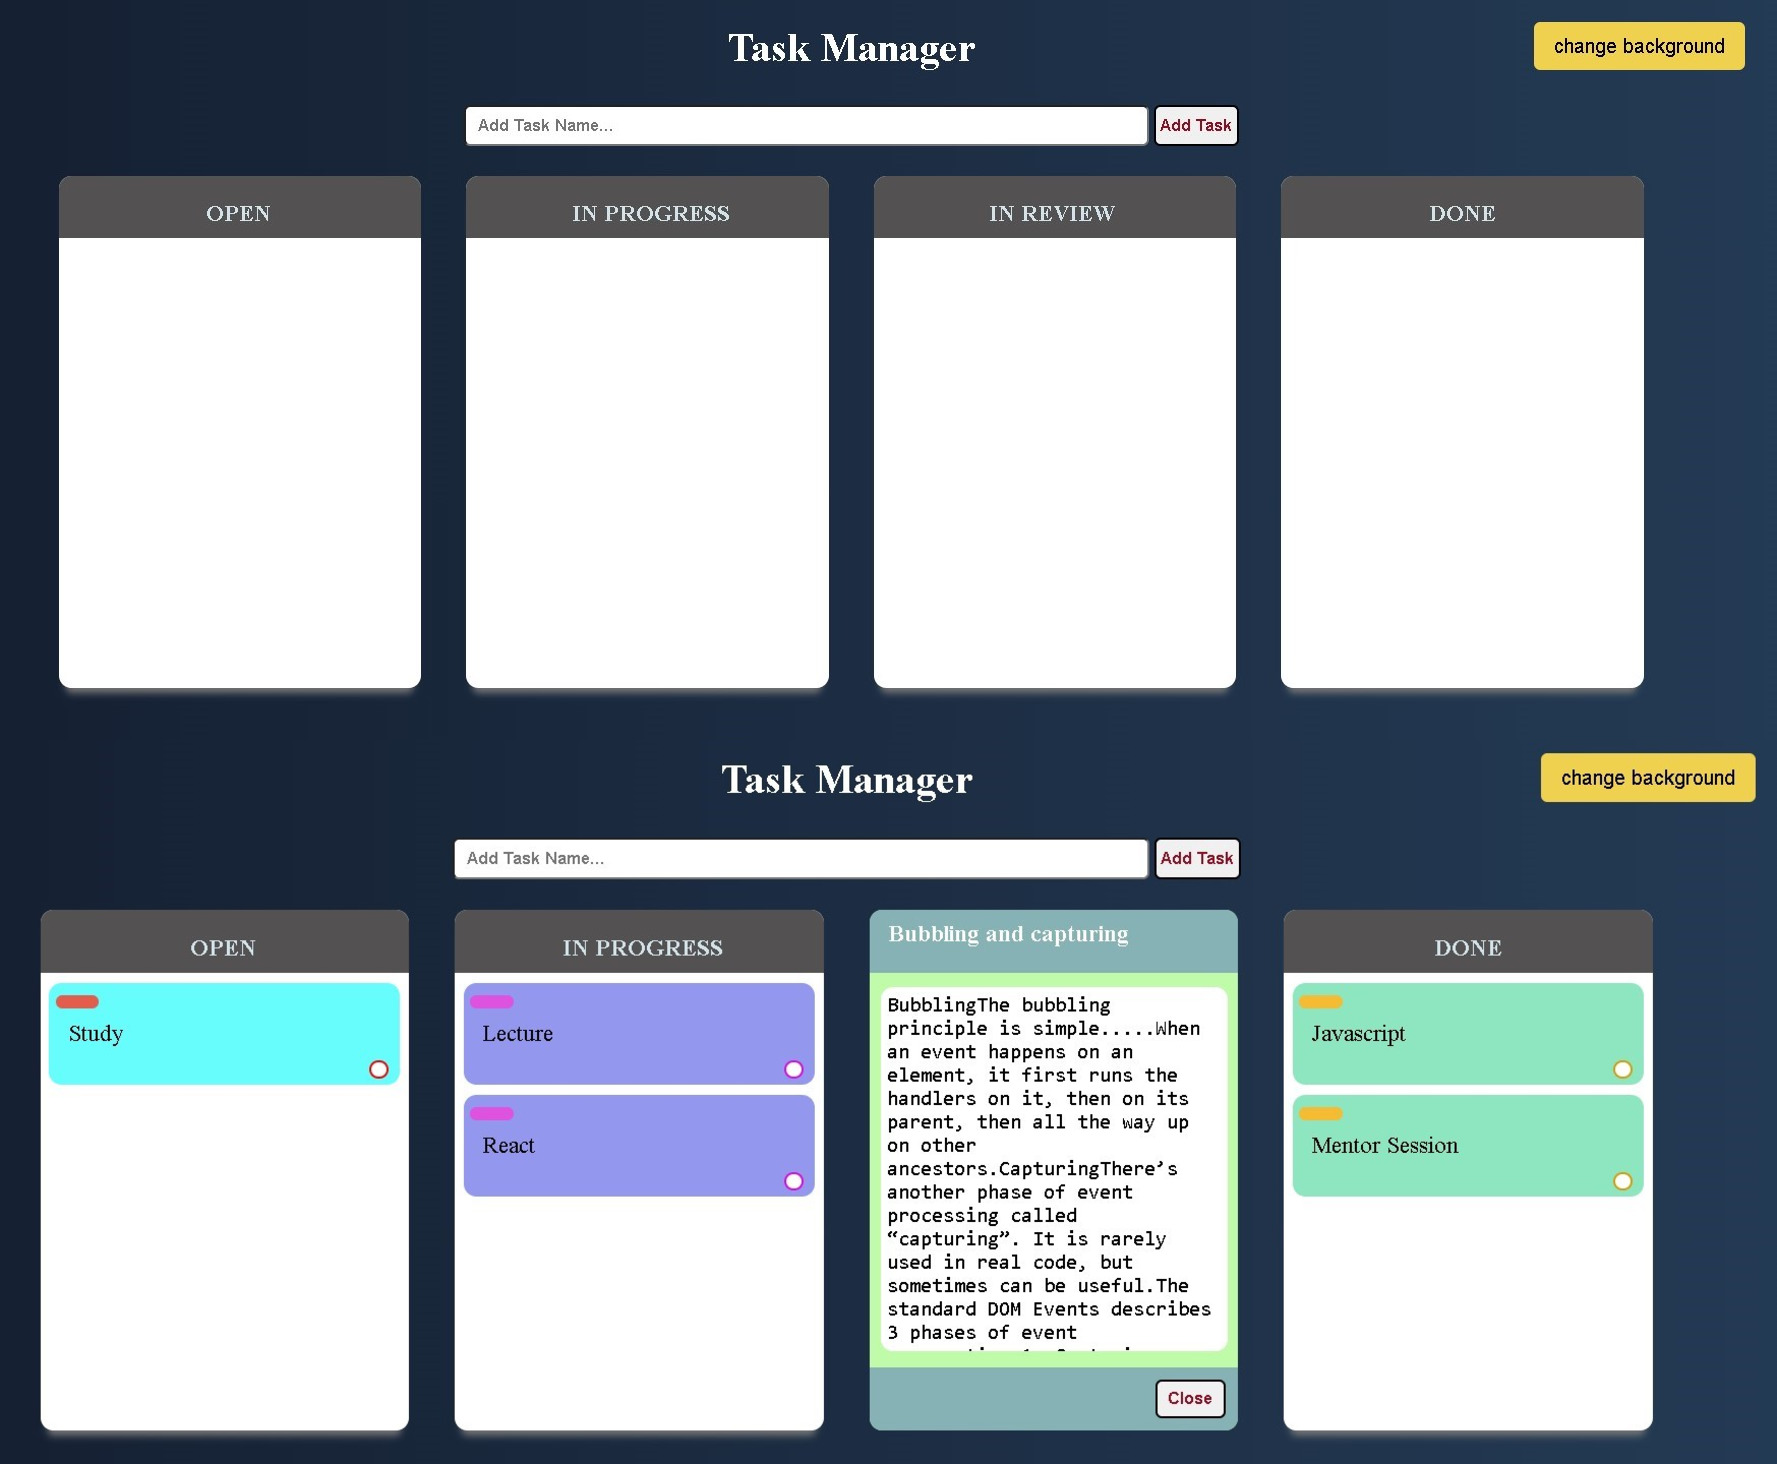 Task Manager
change background
Add Task Name...
Add Task
OPEN
IN PROGRESS
IN REVIEW
DONE
Task Manager
change background
Add Task Name...
Add Task
OPEN
Study
IN PROGRESS
Lecture
React
Bubbling and capturing
BubblingThe bubbling
principle is simple.....When
an event happens on an
element, it first runs the
handlers on it, then on its
parent, then all the way up
on other
ancestors.CapturingThere’s
another phase of event
processing called
“capturing”. It is rarely
used in real code, but
sometimes can be useful.The
standard DOM Events describes
3 phases of event
Close
DONE
Javascript
Mentor Session